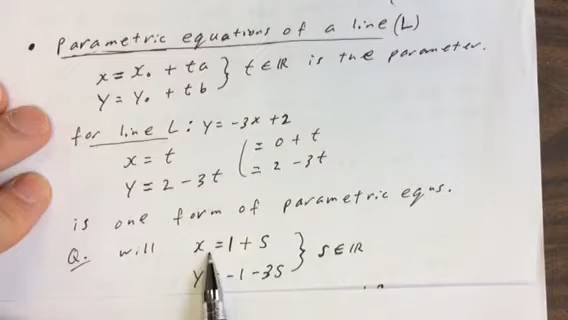 • Parametric equations of a line (L)
x = x₀ + ta } t ∈ ℝ is the parameter.
y = y₀ + tb
for line L: y = -3x + 2
x = t ( = 0 + t
y = 2 - 3t = 2 - 3t
is one form of parametric eqns.
Q. will x = 1 + s } s ∈ ℝ
y -1 - 3s